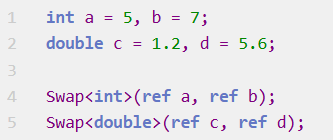 1 int a = 5, b = 7;
2 double c = 1.2, d = 5.6;
3
4 Swap<int>(ref a, ref b);
5 Swap<double>(ref c, ref d);